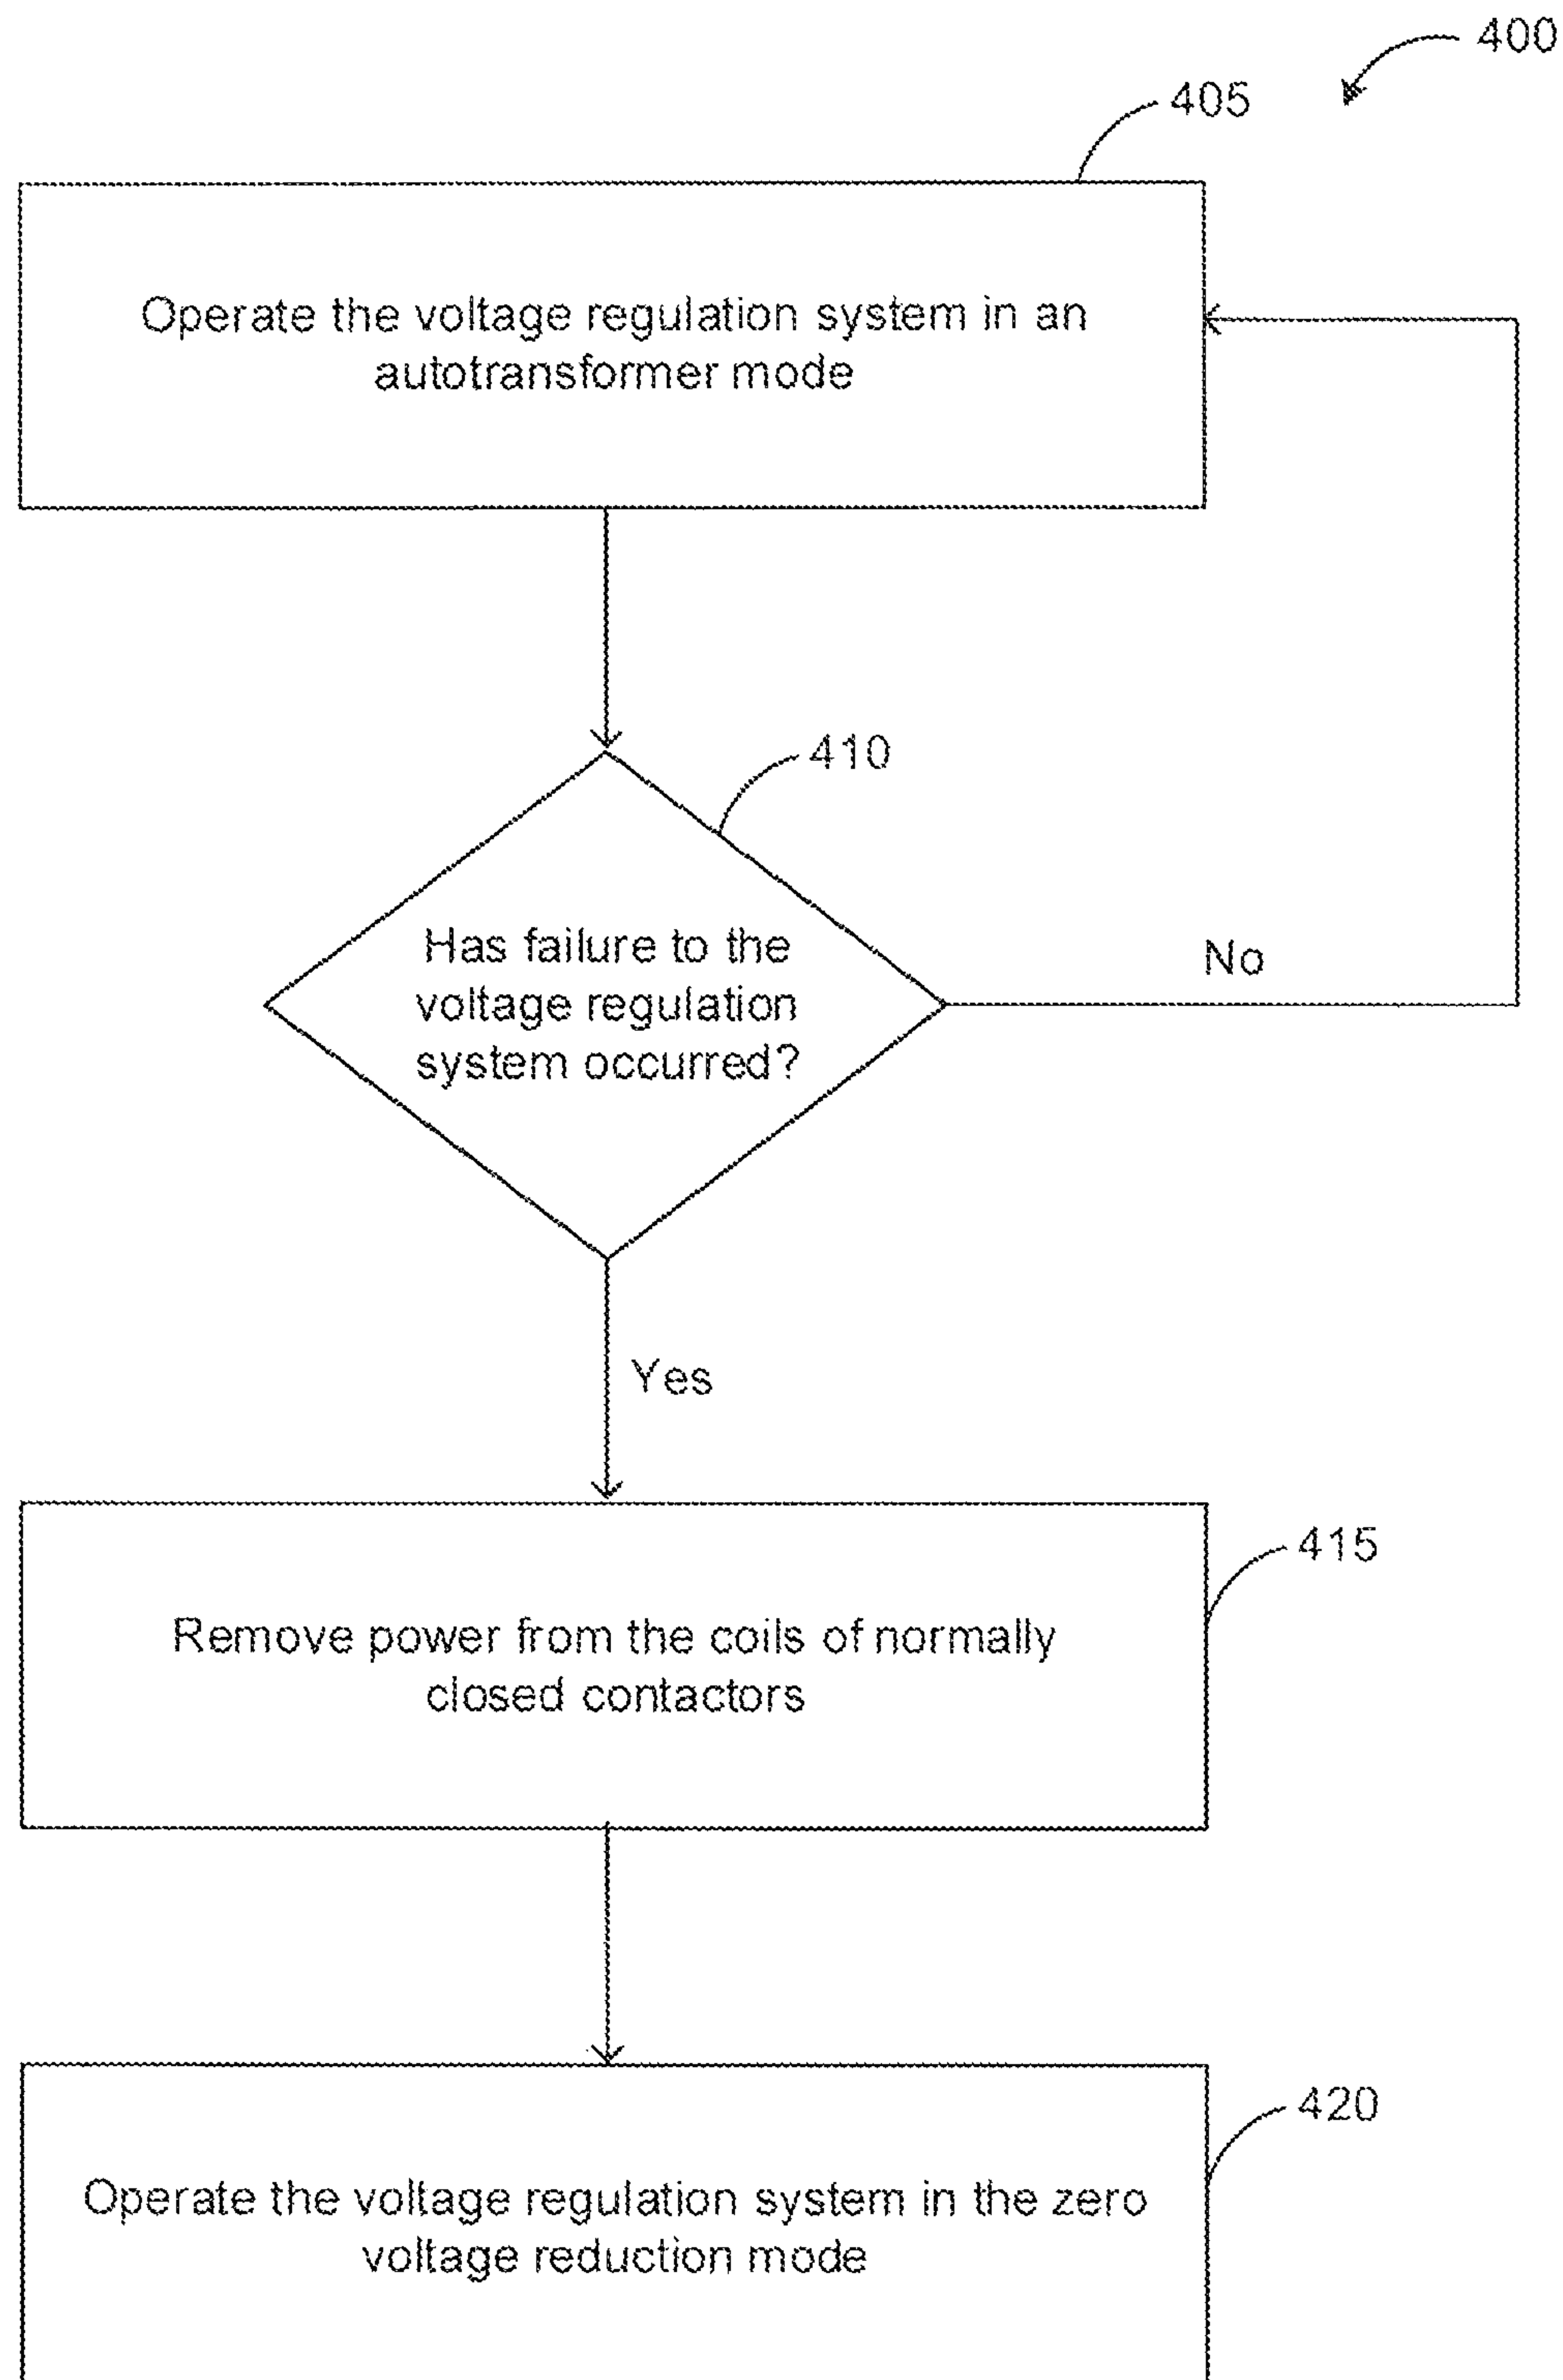 400
405
Operate the voltage regulation system in an
autotransformer mode
410
Has failure to the
voltage regulation
system occurred?
No
Yes
415
Remove power from the coils of normally
closed contactors
420
Operate the voltage regulation system in the zero
voltage reduction mode